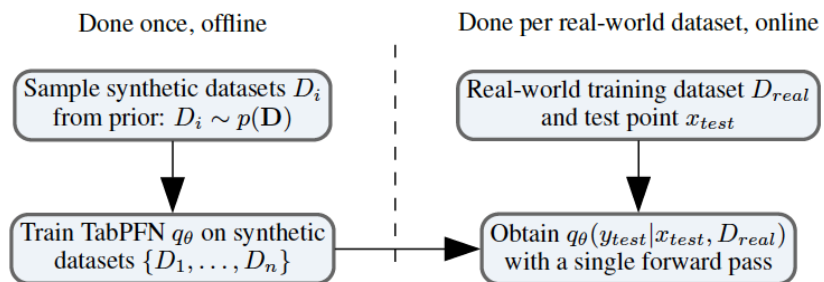 Done once, offline
Done per real-world dataset, online
Sample synthetic datasets Dᵢ
from prior: Dᵢ ∼ p(𝐃)
Real-world training dataset D_real
and test point x_test
Train TabPFN q_θ on synthetic
datasets {D₁, . . . , Dₙ}
Obtain q_θ(y_test|x_test, D_real)
with a single forward pass